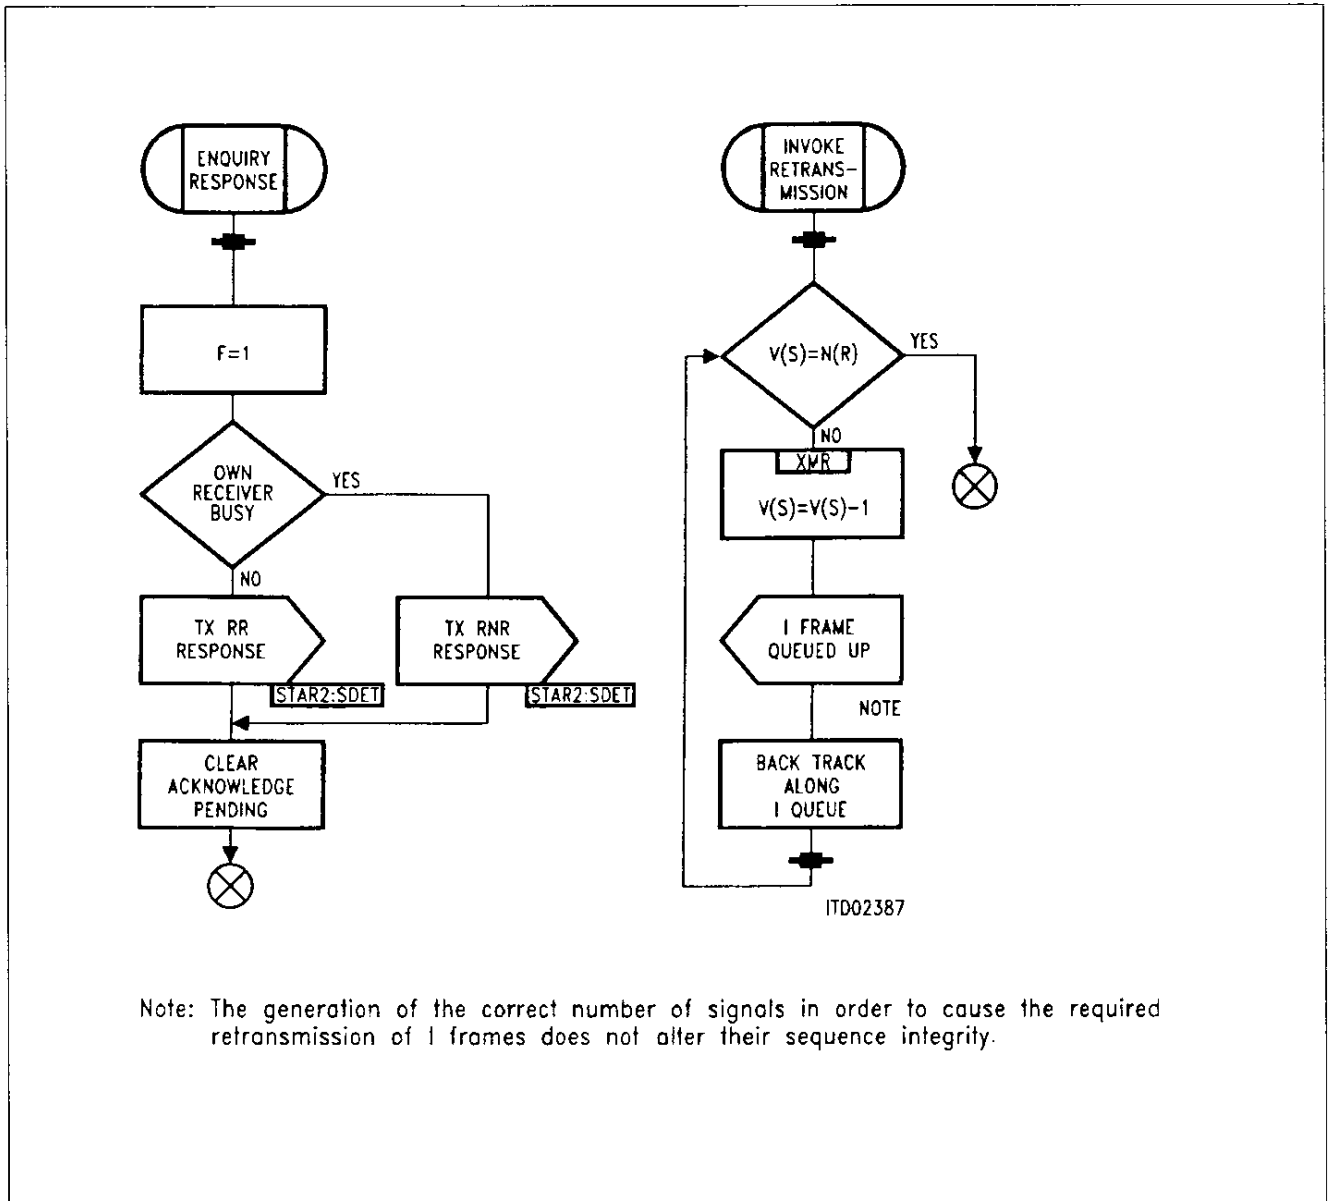 ENQUIRY
RESPONSE
F=1
OWN
RECEIVER
BUSY
YES
NO
TX RR
RESPONSE
STAR2:SDET
TX RNR
RESPONSE
STAR2:SDET
CLEAR
ACKNOWLEDGE
PENDING
INVOKE
RETRANS-
MISSION
V(S)=N(R)
YES
NO
XMR
V(S)=V(S)-1
I FRAME
QUEUED UP
NOTE
BACK TRACK
ALONG
I QUEUE
ITD02387
Note: The generation of the correct number of signals in order to cause the required
retransmission of I frames does not alter their sequence integrity.